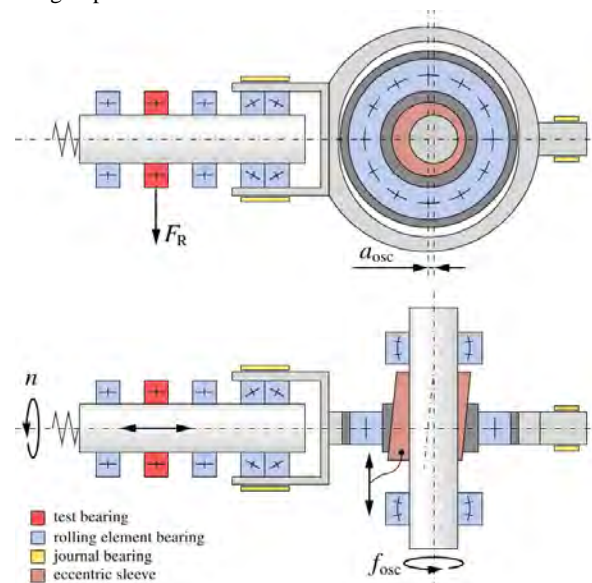 F_R
a_osc
n
f_osc
test bearing
rolling element bearing
journal bearing
eccentric sleeve